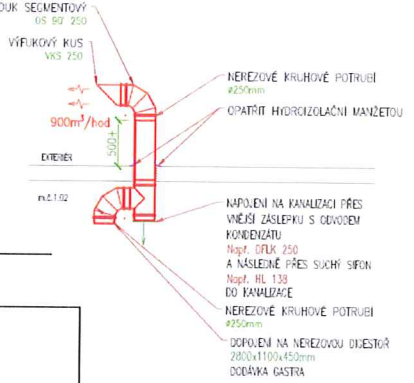 OUK SEGMENTOVÝ
OS 90° 250
VÝFUKOVÝ KUS
VKS 250
900m³/hod
500+
EXTERIÉR
m.č.1.02
NEREZOVÉ KRUHOVÉ POTRUBÍ
ø250mm
OPATŘIT HYDROIZOLAČNÍ MANŽETOU
NAPOJENÍ NA KANALIZACI PŘES
VNĚJŠÍ ZÁSLEPKU S ODVODEM
KONDENZÁTU
Např. DFLK 250
A NÁSLEDNĚ PŘES SUCHÝ SIFON
Např. HL 138
DO KANALIZACE
NEREZOVÉ KRUHOVÉ POTRUBÍ
ø250mm
DOPOJENÍ NA NEREZOVOU DIGESTOŘ
2800x1100x450mm
DODÁVKA GASTRA